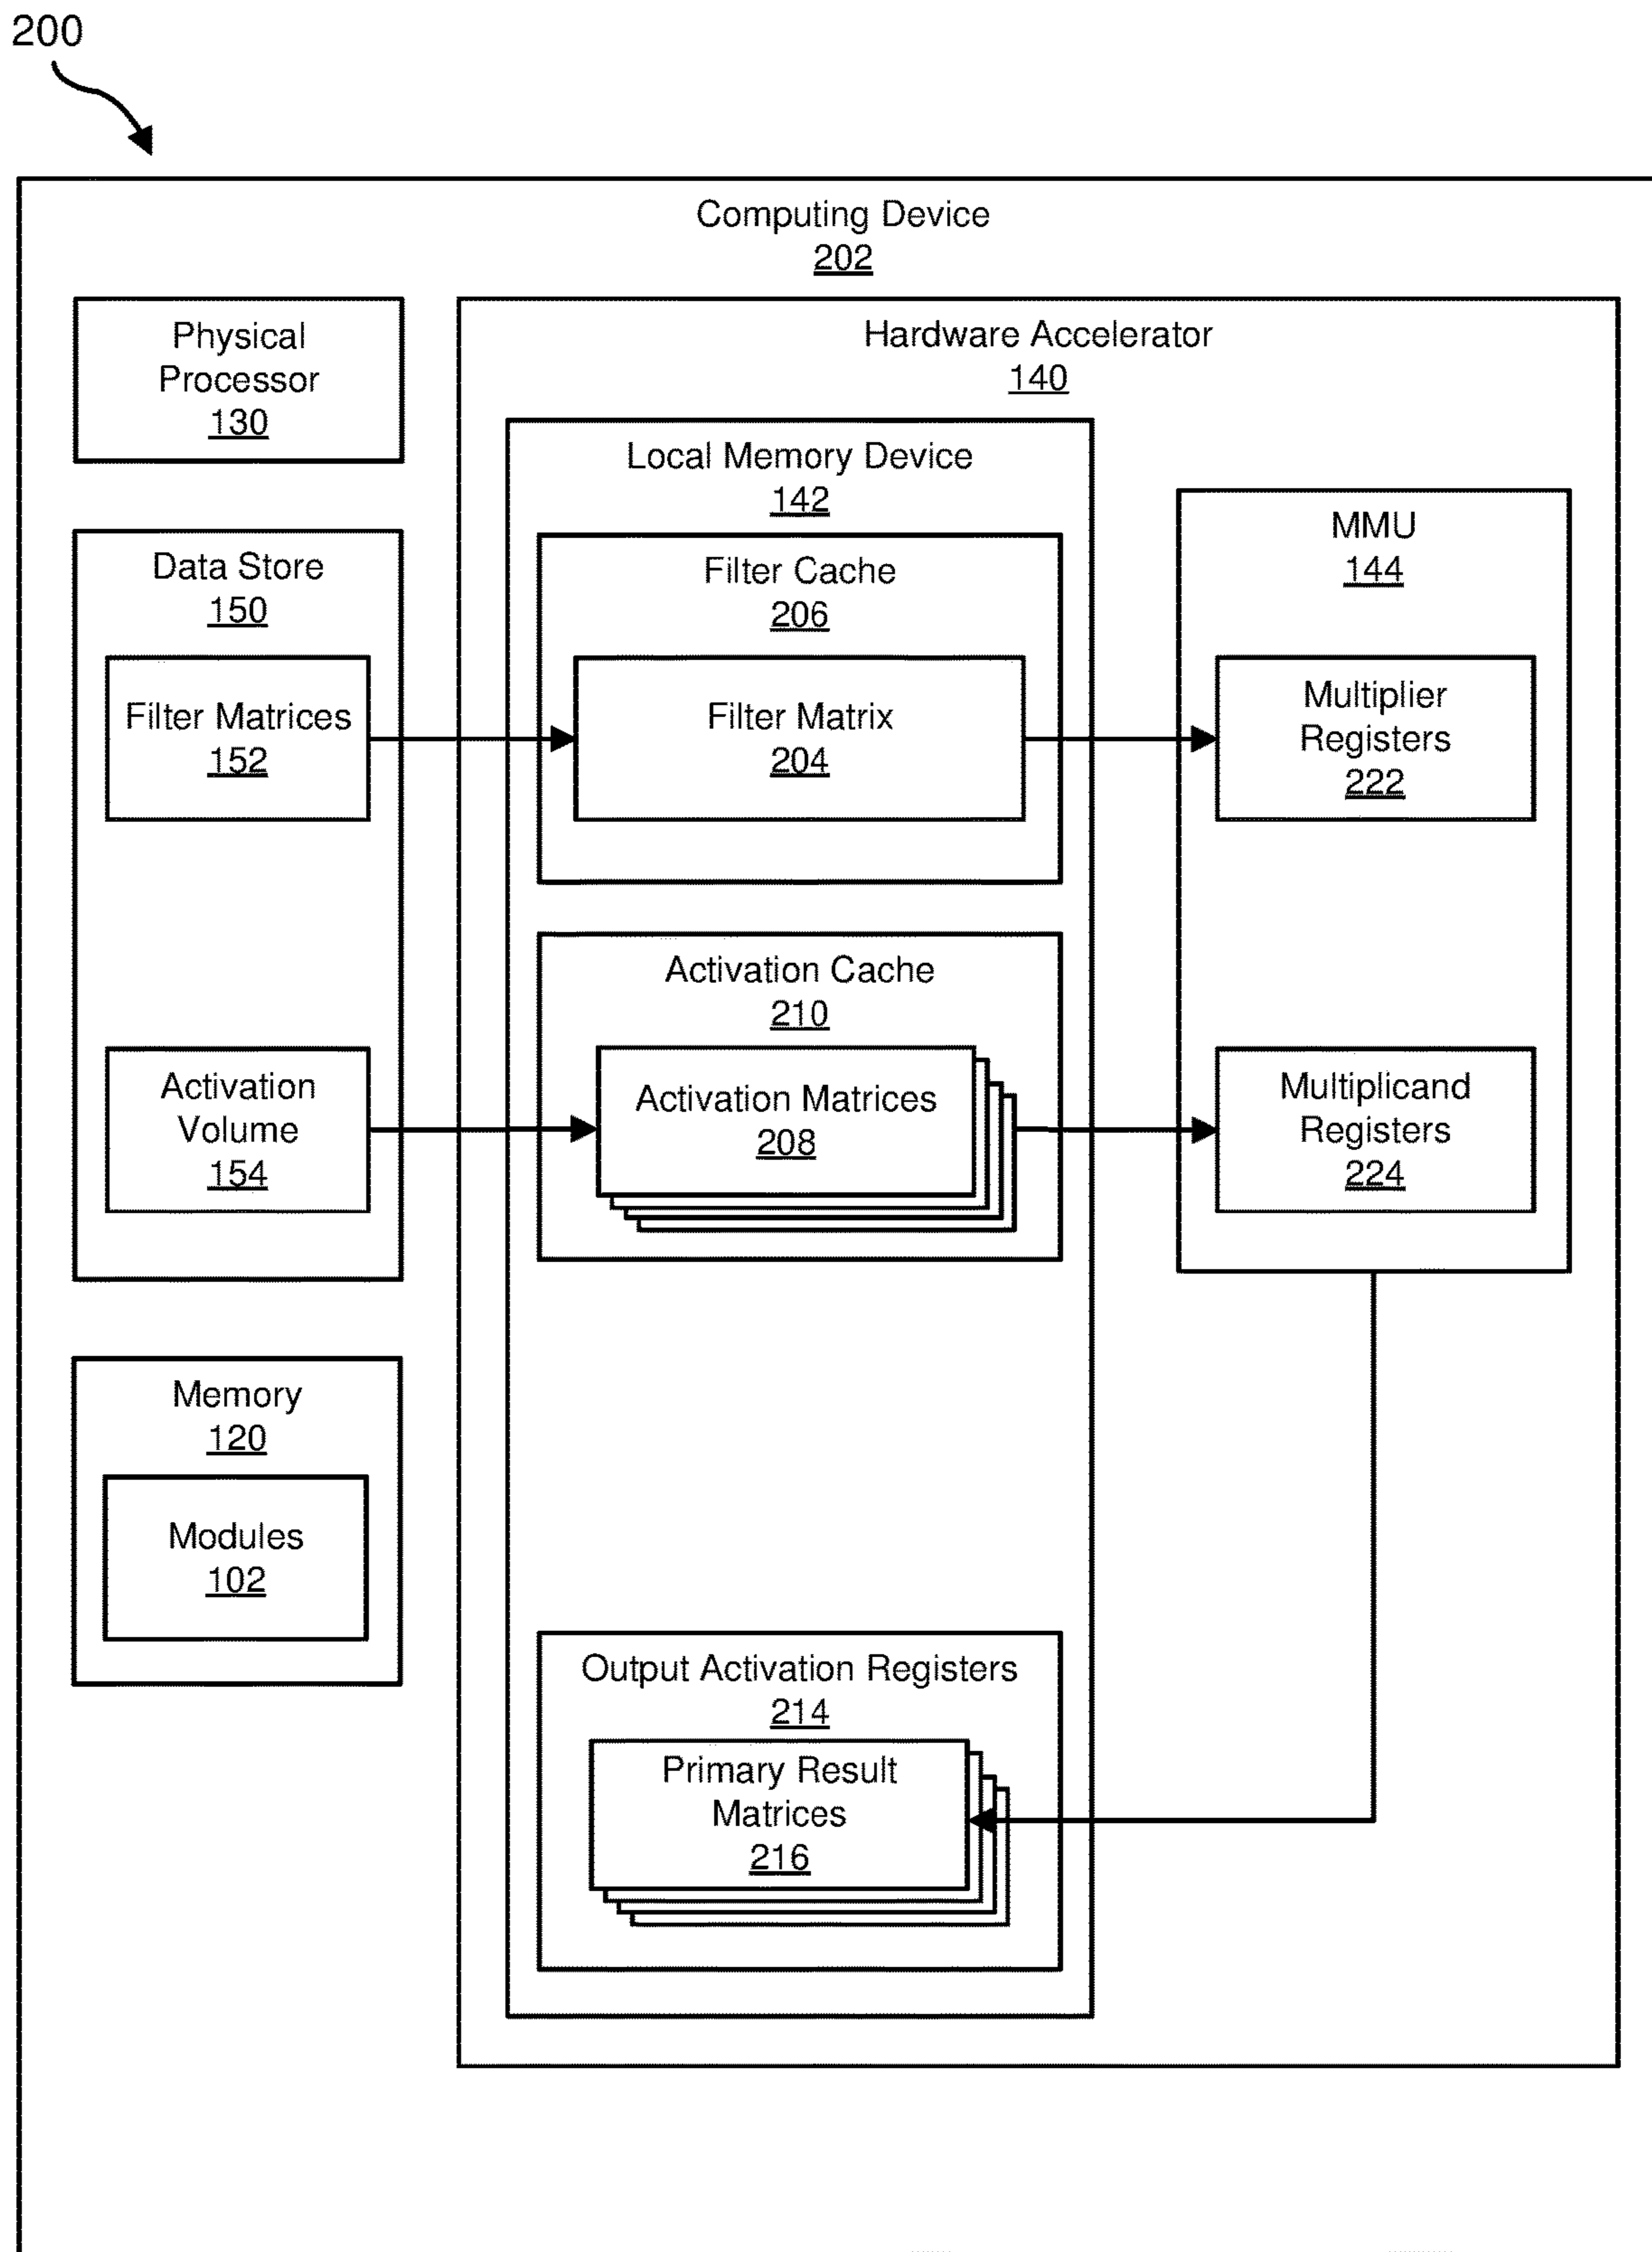 200
Computing Device
202
Physical
Processor
130
Hardware Accelerator
140
Local Memory Device
142
Data Store
150
Filter Cache
206
MMU
144
Filter Matrices
152
Filter Matrix
204
Multiplier
Registers
222
Activation Cache
210
Activation
Volume
154
Activation Matrices
208
Multiplicand
Registers
224
Memory
120
Modules
102
Output Activation Registers
214
Primary Result
Matrices
216